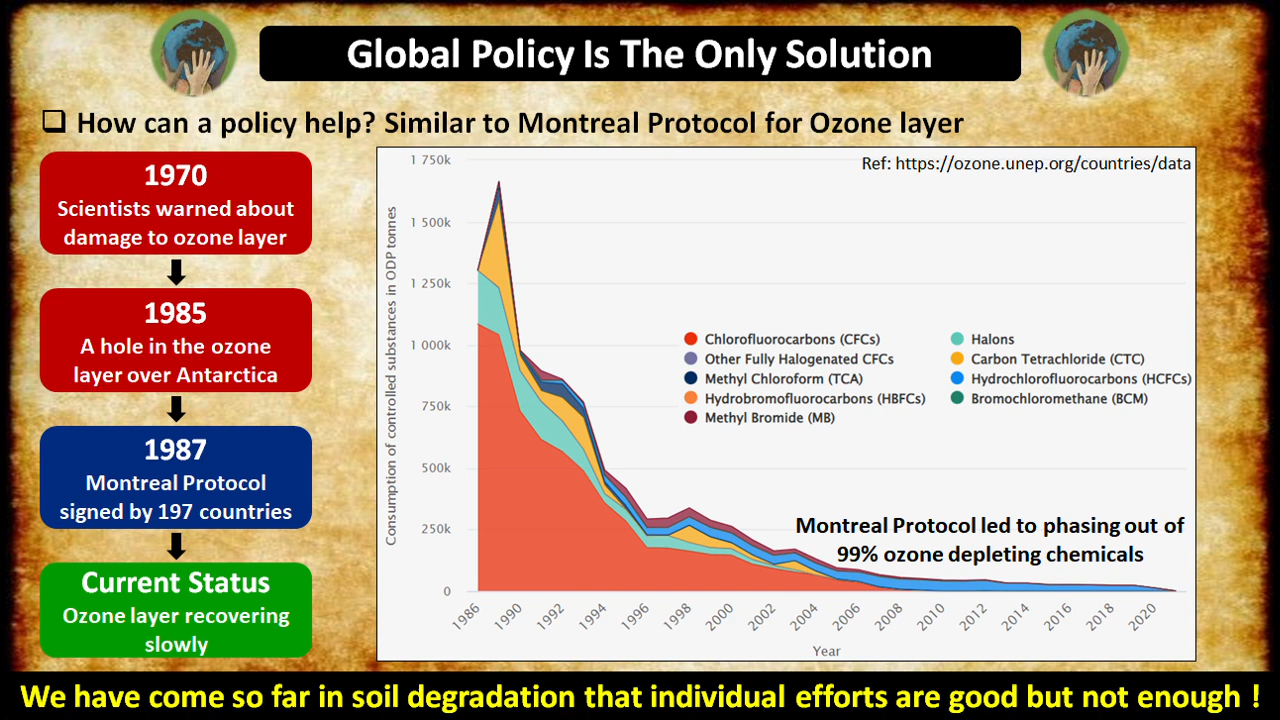 Global Policy Is The Only Solution
How can a policy help? Similar to Montreal Protocol for Ozone layer
1970
Scientists warned about
damage to ozone layer
1985
A hole in the ozone
layer over Antarctica
1987
Montreal Protocol
signed by 197 countries
Current Status
Ozone layer recovering
slowly
Ref: https://ozone.unep.org/countries/data
Consumption of controlled substances in ODP tonnes
1 750k
1 500k
1 250k
1 000k
750k
500k
250k
0
Chlorofluorocarbons (CFCs)
Other Fully Halogenated CFCs
Methyl Chloroform (TCA)
Hydrobromofluorocarbons (HBFCs)
Methyl Bromide (MB)
Halons
Carbon Tetrachloride (CTC)
Hydrochlorofluorocarbons (HCFCs)
Bromochloromethane (BCM)
Montreal Protocol led to phasing out of
99% ozone depleting chemicals
1986 1990 1992 1994 1996 1998 2000 2002 2004 2006 2008 2010 2012 2014 2016 2018 2020
Year
We have come so far in soil degradation that individual efforts are good but not enough !